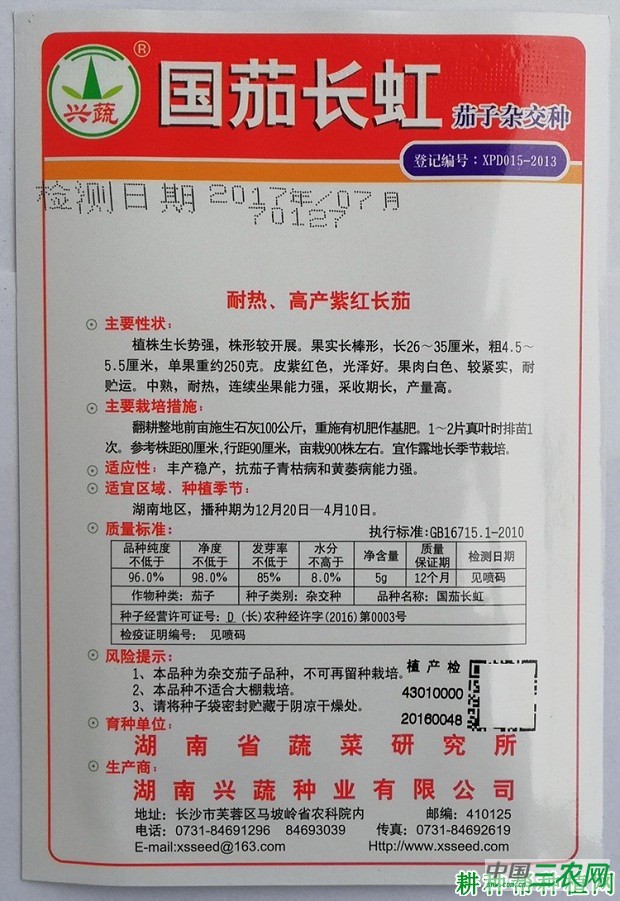 兴蔬®
国茄长虹 茄子杂交种
登记编号：XPD015-2013
检测日期 2017年/07月
70127
耐热、高产紫红长茄
⊙ 主要性状：
植株生长势强，株形较开展。果实长棒形，长26～35厘米，粗4.5～
5.5厘米，单果重约250克。皮紫红色，光泽好。果肉白色、较紧实，耐
贮运。中熟，耐热，连续坐果能力强，采收期长，产量高。
⊙ 主要栽培措施：
翻耕整地前亩施生石灰100公斤，重施有机肥作基肥。1～2片真叶时排苗1
次。参考株距80厘米,行距90厘米，亩栽900株左右。宜作露地长季节栽培。
⊙ 适应性：丰产稳产，抗茄子青枯病和黄萎病能力强。
⊙ 适宜区域、种植季节：
湖南地区，播种期为12月20日—4月10日。
⊙ 质量标准： 执行标准:GB16715.1-2010
品种纯度不低于 净度不低于 发芽率不低于 水分不高于 净含量 质量保证期 检测日期
96.0% 98.0% 85% 8.0% 5g 12个月 见喷码
作物种类：茄子 种子类别：杂交种 品种名称：国茄长虹
种子经营许可证号：D（长）农种经许字(2016)第0003号
检疫证明编号： 见喷码
⊙ 风险提示：
1、本品种为杂交茄子品种，不可再留种栽培。
2、本品种不适合大棚栽培。
3、请将种子袋密封贮藏于阴凉干燥处。
植产检
43010000
20160048
⊙ 育种单位：
湖南省蔬菜研究所
⊙ 生产商：
湖南兴蔬种业有限公司
地址：长沙市芙蓉区马坡岭省农科院内 邮编：410125
电话：0731-84691296 84693039 传真：0731-84692619
E-mail:xsseed@163.com Http://www.xsseed.com
中国三农网
耕种帮种植网